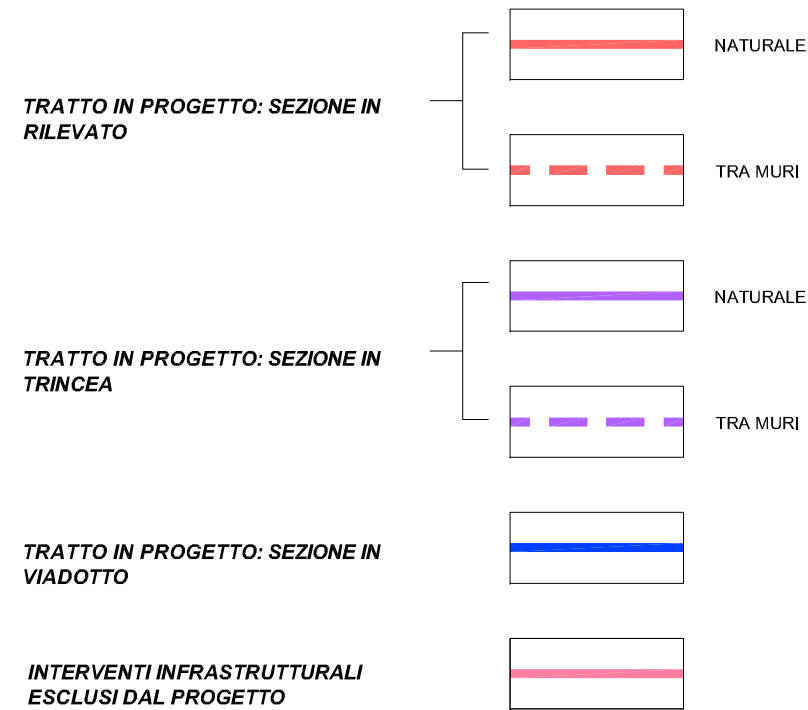 NATURALE
TRATTO IN PROGETTO: SEZIONE IN
RILEVATO
TRA MURI
NATURALE
TRATTO IN PROGETTO: SEZIONE IN
TRINCEA
TRA MURI
TRATTO IN PROGETTO: SEZIONE IN
VIADOTTO
INTERVENTI INFRASTRUTTURALI
ESCLUSI DAL PROGETTO